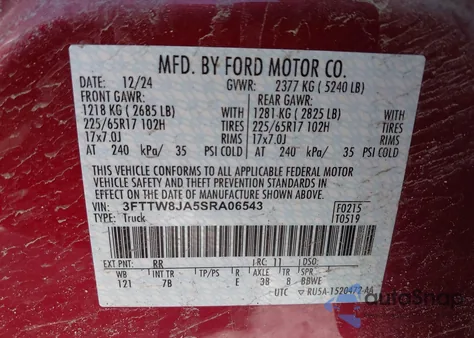 MFD. BY FORD MOTOR CO.
DATE: 12/24 GVWR: 2377 KG ( 5240 LB)
FRONT GAWR: REAR GAWR:
1218 KG ( 2685 LB) WITH 1281 KG ( 2825 LB) WITH
225/65R17 102H TIRES 225/65R17 102H TIRES
17x7.0J RIMS 17x7.0J RIMS
AT 240 kPa/ 35 PSI COLD AT 240 kPa/ 35 PSI COLD
THIS VEHICLE CONFORMS TO ALL APPLICABLE FEDERAL MOTOR
VEHICLE SAFETY AND THEFT PREVENTION STANDARDS IN
EFFECT ON THE DATE OF MANUFACTURE SHOWN ABOVE.
VIN: 3FTTW8JA5SRA06543 F0215
TYPE: Truck T0519
EXT PNT: RR RC: 11 DSO:
WB INT TR TP/PS R AXLE TR SPR
121 7B E 3B 8 BBWE
UTC RU5A-1520472-AA
autoSnap